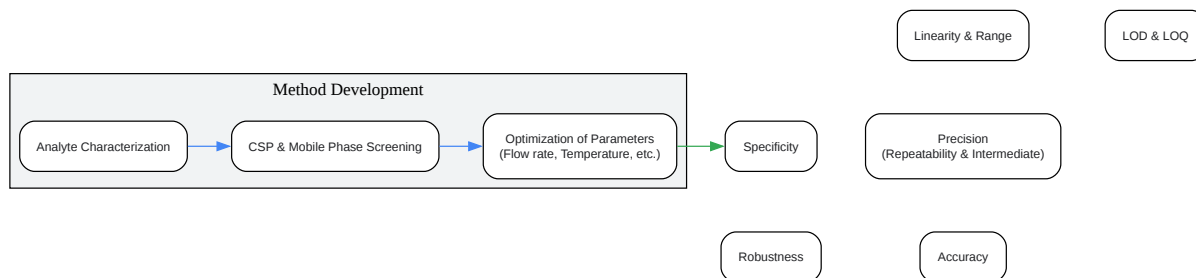 Linearity & Range
LOD & LOQ
Method Development
Analyte Characterization
CSP & Mobile Phase Screening
Optimization of Parameters
(Flow rate, Temperature, etc.)
Specificity
Precision
(Repeatability & Intermediate)
Robustness
Accuracy